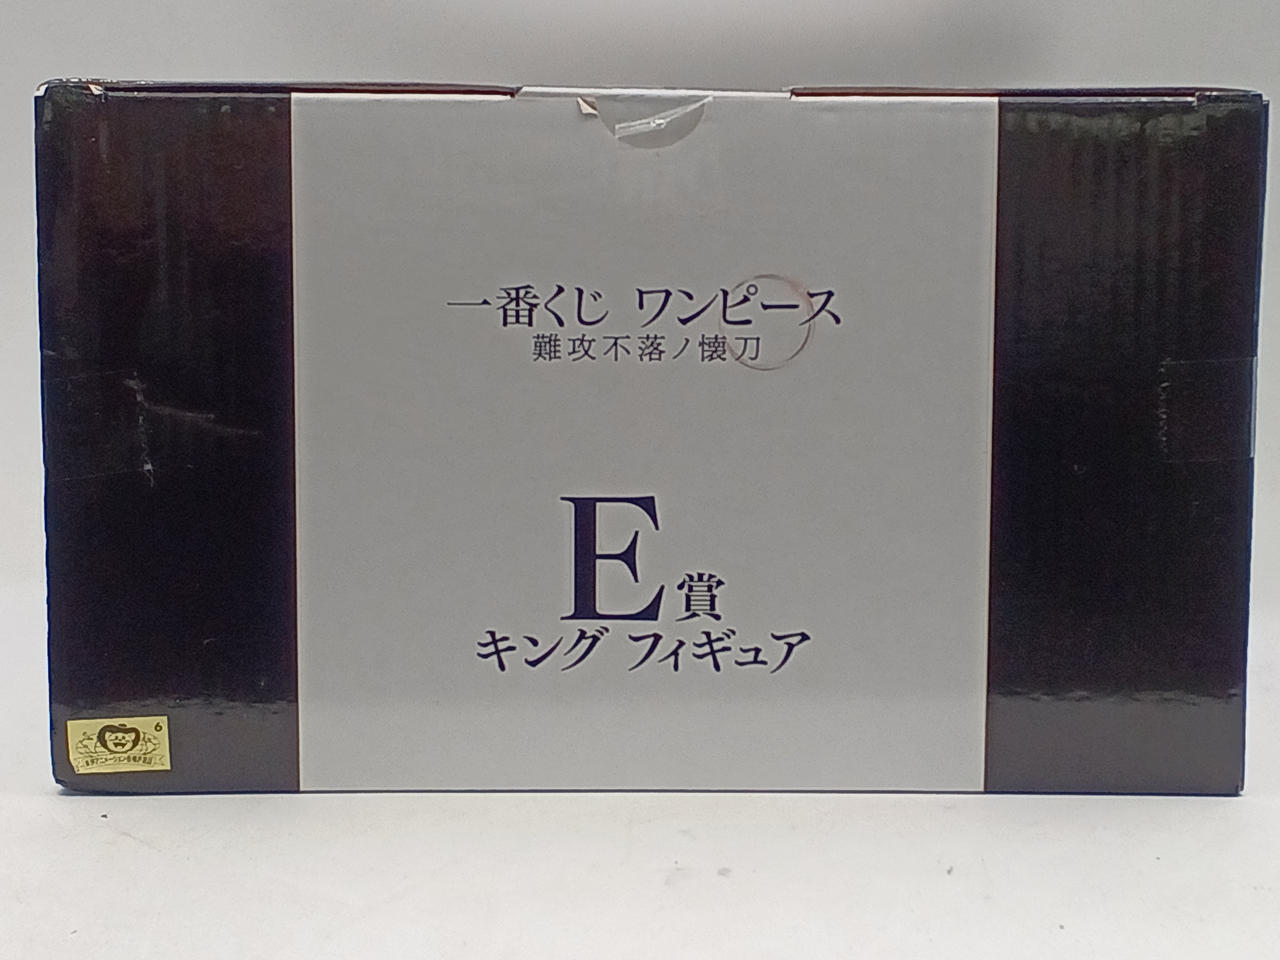 一番くじ ワンピース
難攻不落ノ懐刀
E賞
キング フィギュア
6